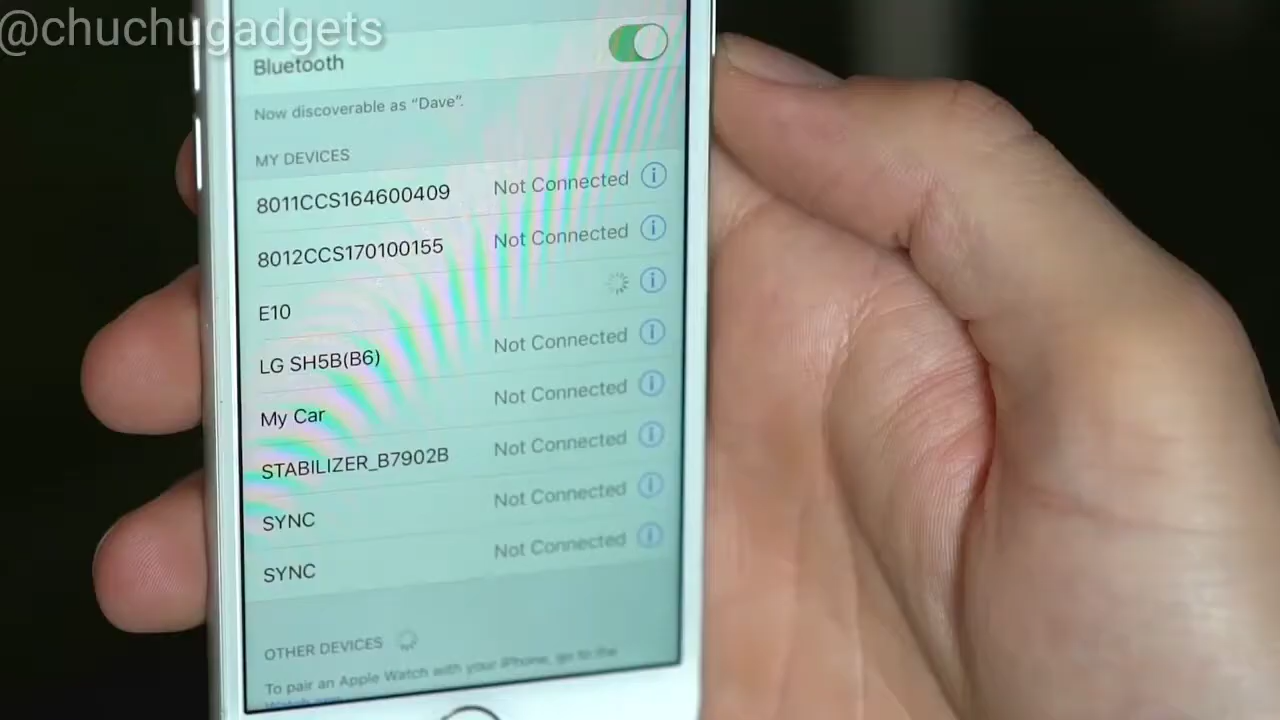 @chuchugadgets
Bluetooth
Now discoverable as “Dave”.
MY DEVICES
8011CCS164600409 Not Connected
8012CCS170100155 Not Connected
E10
LG SH5B(B6) Not Connected
My Car Not Connected
STABILIZER_B7902B Not Connected
SYNC Not Connected
SYNC Not Connected
OTHER DEVICES
To pair an Apple Watch with your iPhone, go to the